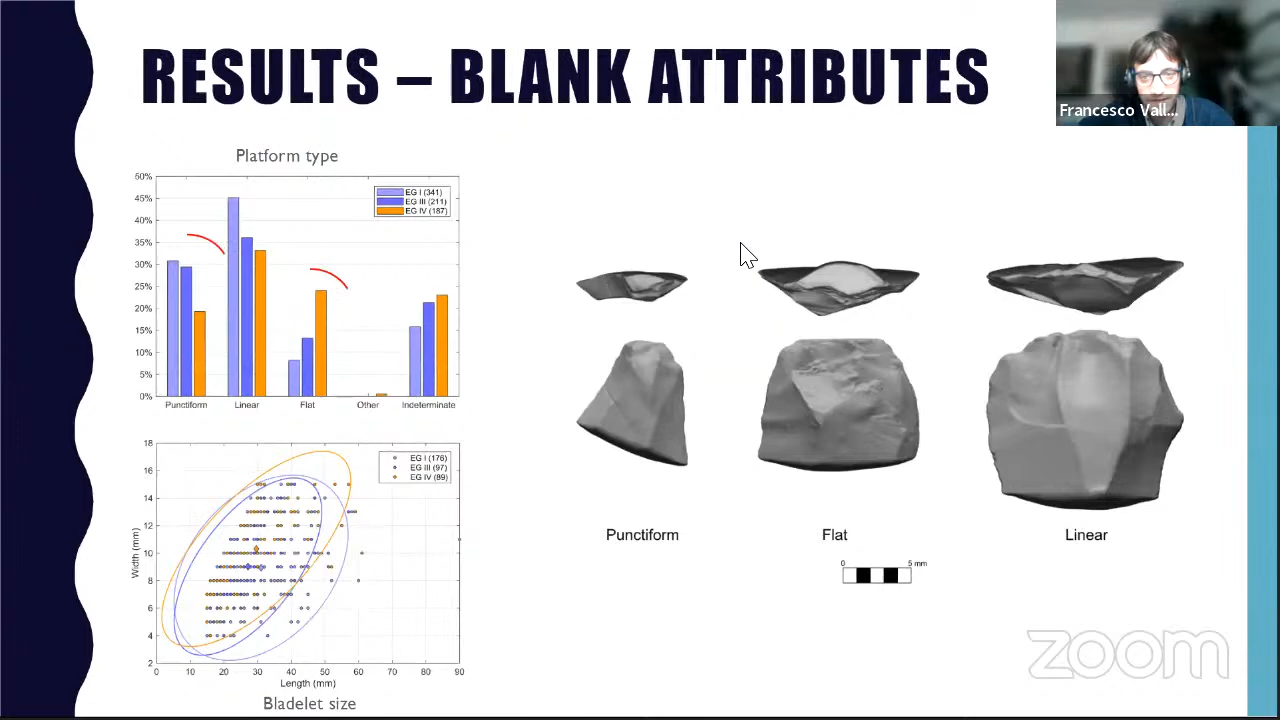 RESULTS – BLANK ATTRIBUTES
Francesco Vall...
Platform type
50%
45%
40%
35%
30%
25%
20%
15%
10%
5%
0%
EG I (341)
EG III (211)
EG IV (187)
Punctiform Linear Flat Other Indeterminate
18
16
14
12
10
8
6
4
2
Width (mm)
EG I (176)
EG III (97)
EG IV (89)
0 10 20 30 40 50 60 70 80 90
Length (mm)
Bladelet size
Punctiform Flat Linear
0 5 mm
zoom